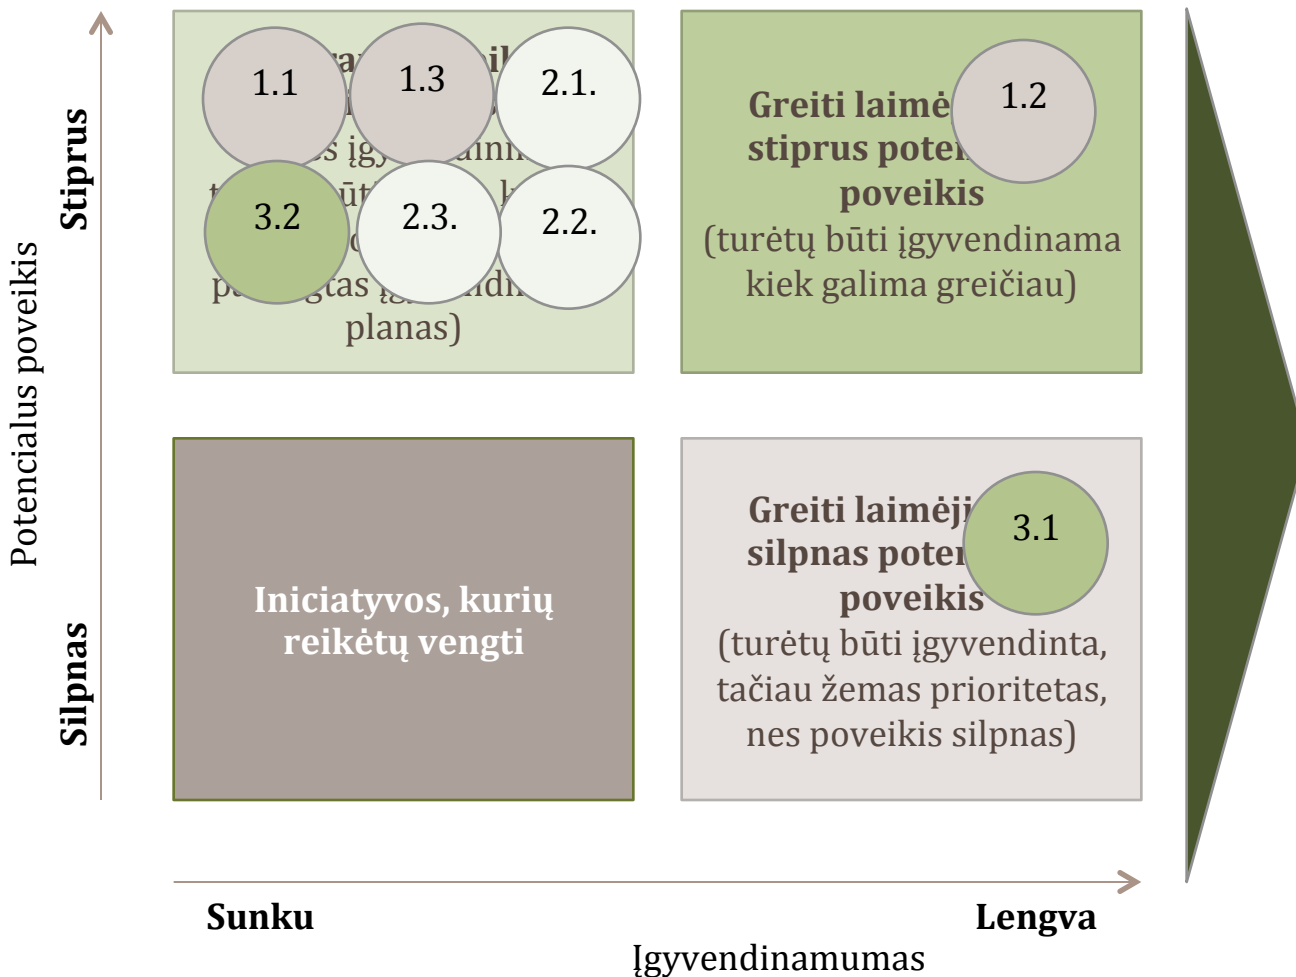 Potencialus poveikis
Stiprus
Silpnas
1.1
1.3
2.1.
3.2
2.3.
2.2.
planas)
Greiti laimėj
stiprus poten
poveikis
(turėtų būti įgyvendinama
kiek galima greičiau)
1.2
Iniciatyvos, kurių
reikėtų vengti
Greiti laimėji
silpnas poten
poveikis
(turėtų būti įgyvendinta,
tačiau žemas prioritetas,
nes poveikis silpnas)
3.1
Sunku
Lengva
Įgyvendinamumas